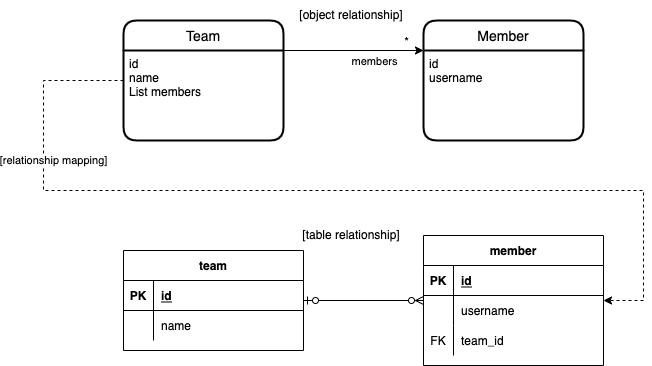 [object relationship]
Team
Member
*
members
id
name
List members
id
username
[relationship mapping]
[table relationship]
team
PK id
name
member
PK id
username
FK team_id